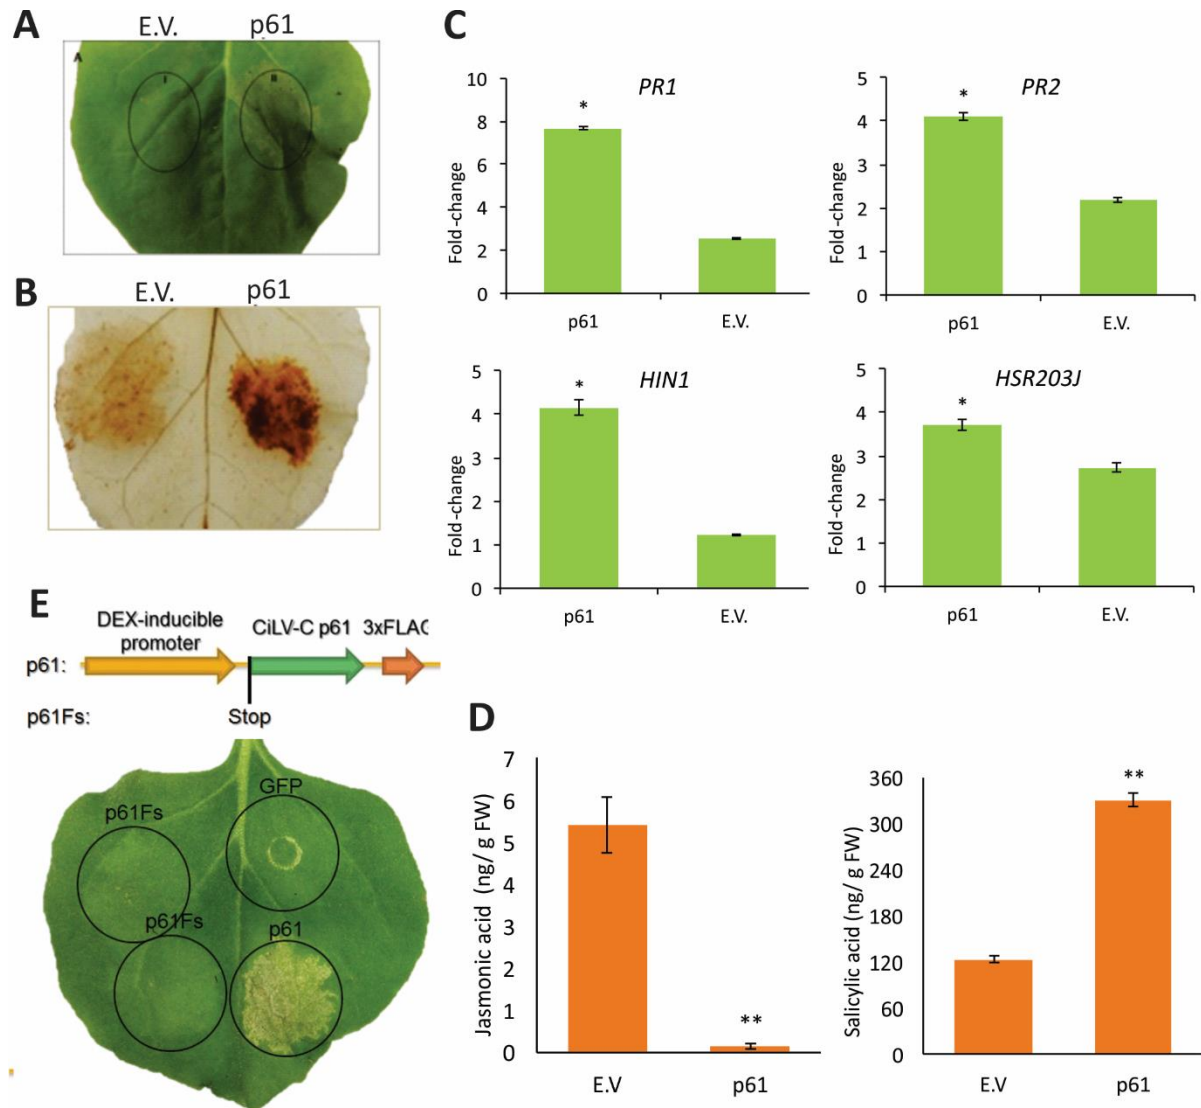 A
E.V. p61
A
I II
B
E.V. p61
C
PR1
Fold-change
10
8
6
4
2
0
*
p61 E.V.
PR2
Fold-change
5
4
3
2
1
0
*
p61 E.V.
HIN1
Fold-change
5
4
3
2
1
0
*
p61 E.V.
HSR203J
Fold-change
5
4
3
2
1
0
*
p61 E.V.
E
DEX-inducible
promoter
CiLV-C p61 3xFLAG
p61:
p61Fs: Stop
GFP
p61Fs
p61Fs
p61
D
Jasmonic acid (ng/ g FW)
7
6
5
4
3
2
1
0
**
E.V p61
Salicylic acid (ng/ g FW)
360
300
240
180
120
60
0
**
E.V p61